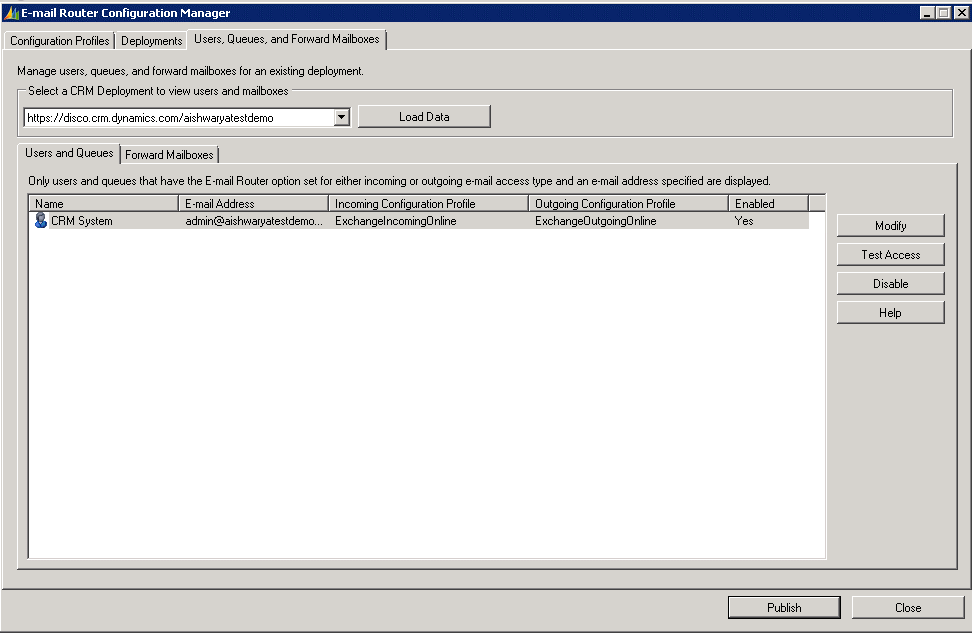 E-mail Router Configuration Manager
Configuration Profiles Deployments Users, Queues, and Forward Mailboxes
Manage users, queues, and forward mailboxes for an existing deployment.
Select a CRM Deployment to view users and mailboxes
https://disco.crm.dynamics.com/aishwaryatestdemo Load Data
Users and Queues Forward Mailboxes
Only users and queues that have the E-mail Router option set for either incoming or outgoing e-mail access type and an e-mail address specified are displayed.
Name E-mail Address Incoming Configuration Profile Outgoing Configuration Profile Enabled
CRM System admin@aishwaryatestdemo... ExchangeIncomingOnline ExchangeOutgoingOnline Yes
Modify
Test Access
Disable
Help
Publish Close